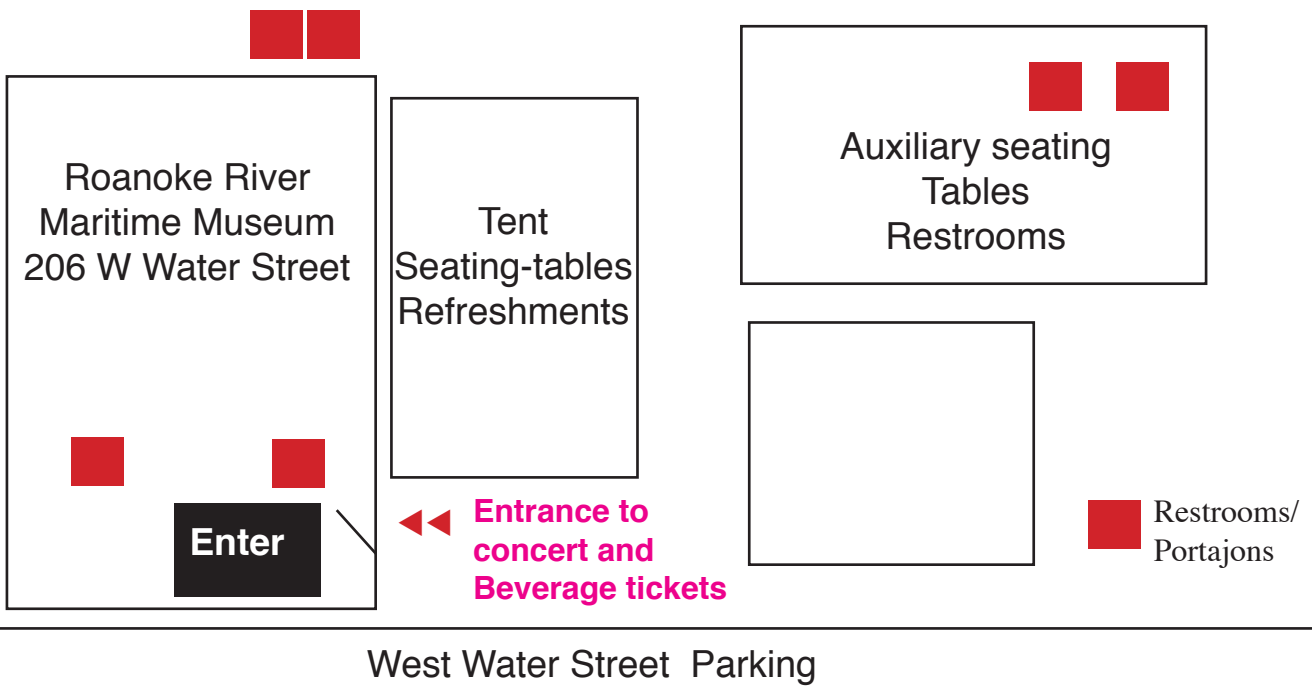 Roanoke River
Maritime Museum
206 W Water Street
Tent
Seating-tables
Refreshments
Auxiliary seating
Tables
Restrooms
Enter
Entrance to
concert and
Beverage tickets
Restrooms/
Portajons
West Water Street  Parking